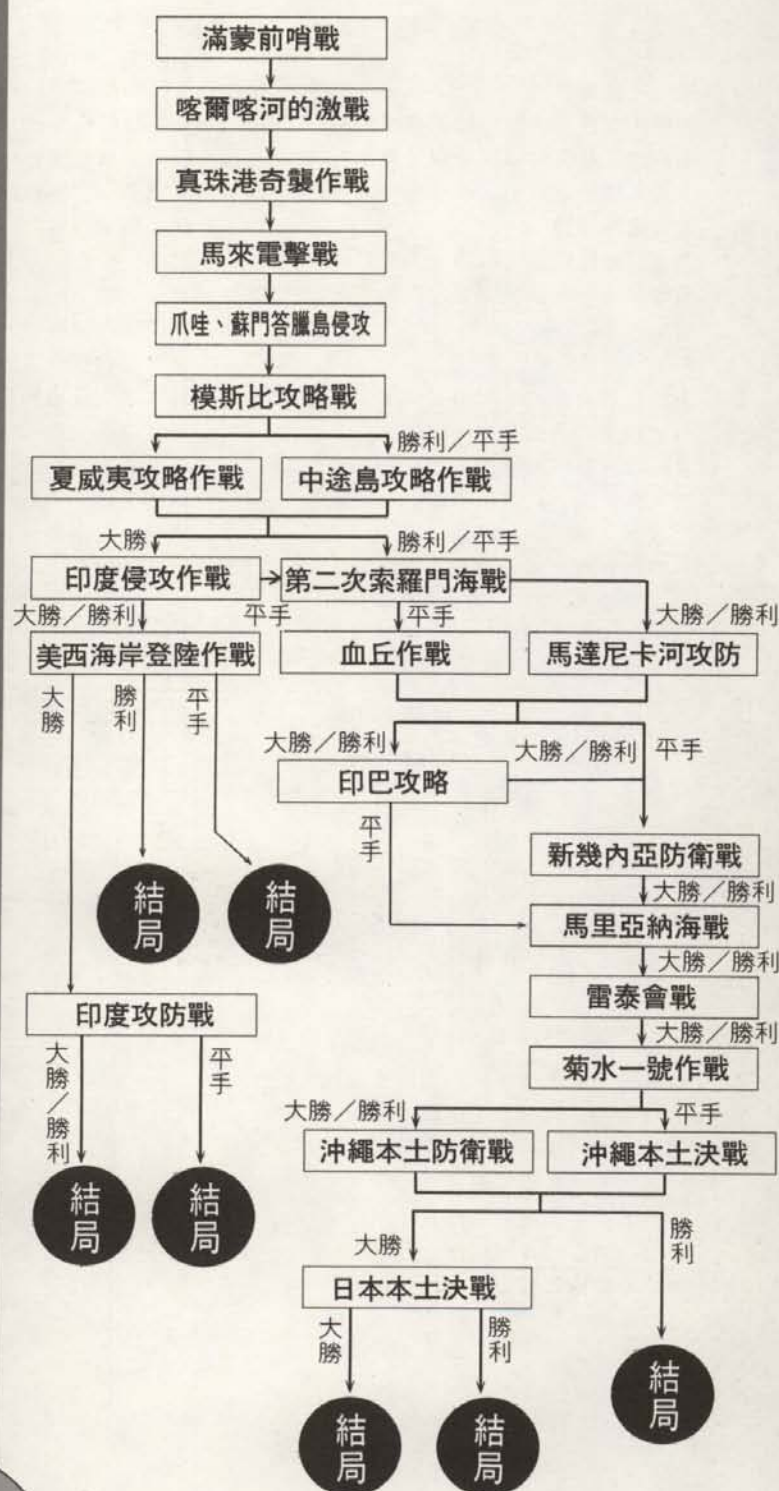 滿蒙前哨戰
喀爾喀河的激戰
真珠港奇襲作戰
馬來電擊戰
爪哇、蘇門答臘島侵攻
模斯比攻略戰
勝利／平手
夏威夷攻略作戰
中途島攻略作戰
大勝
勝利／平手
印度侵攻作戰
第二次索羅門海戰
大勝／勝利
平手
平手
大勝／勝利
美西海岸登陸作戰
血丘作戰
馬達尼卡河攻防
大勝
勝利
平手
大勝／勝利
大勝／勝利
平手
印巴攻略
平手
新幾內亞防衛戰
結局
結局
大勝／勝利
馬里亞納海戰
大勝／勝利
雷泰會戰
印度攻防戰
大勝／勝利
大勝／勝利
平手
菊水一號作戰
大勝／勝利
平手
沖繩本土防衛戰
沖繩本土決戰
結局
結局
大勝
勝利
日本本土決戰
大勝
勝利
結局
結局
結局